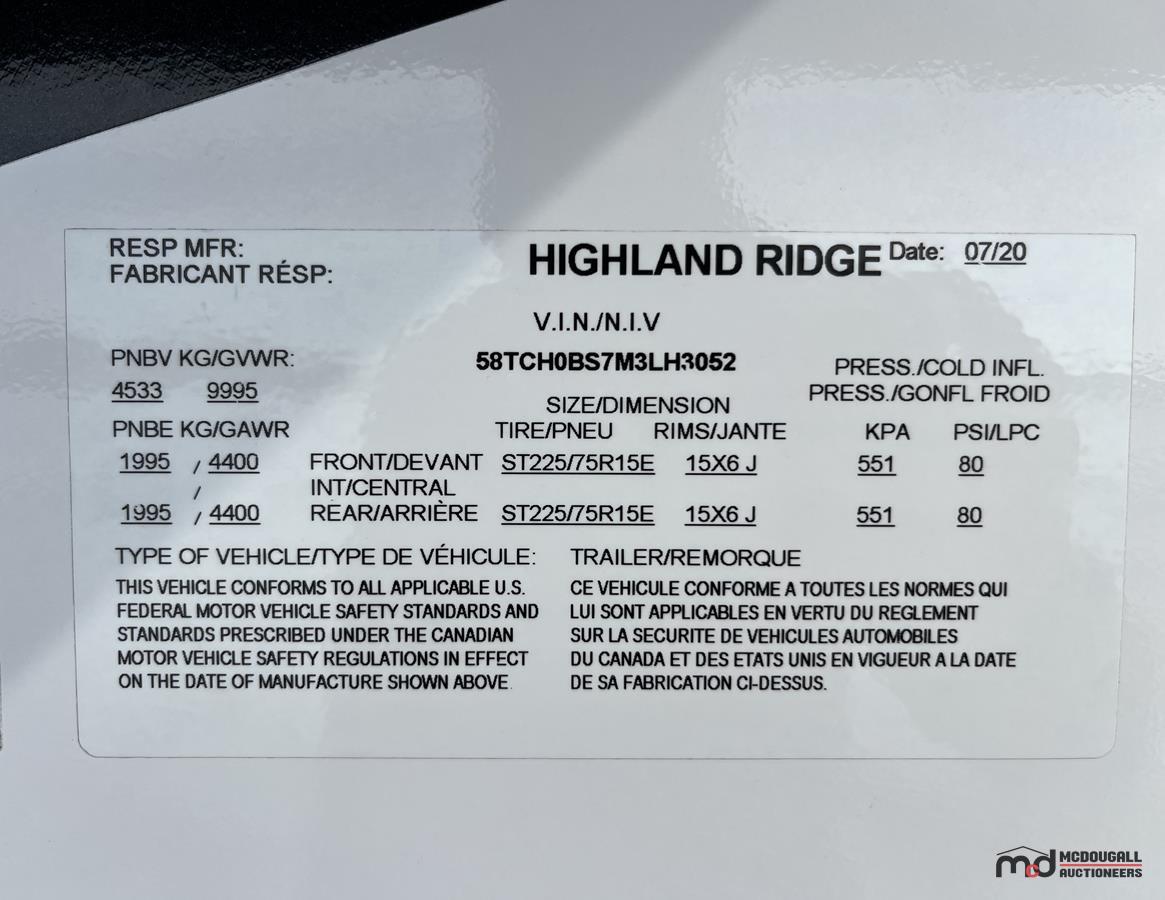 RESP MFR:
FABRICANT RÉSP:
HIGHLAND RIDGE Date: 07/20
V.I.N./N.I.V
PNBV KG/GVWR: 58TCH0BS7M3LH3052
4533 9995
PRESS./COLD INFL.
PRESS./GONFL FROID
SIZE/DIMENSION
PNBE KG/GAWR TIRE/PNEU RIMS/JANTE KPA PSI/LPC
1995 / 4400 FRONT/DEVANT ST225/75R15E 15X6 J 551 80
/ INT/CENTRAL
1995 / 4400 REAR/ARRIÈRE ST225/75R15E 15X6 J 551 80
TYPE OF VEHICLE/TYPE DE VÉHICULE: TRAILER/REMORQUE
THIS VEHICLE CONFORMS TO ALL APPLICABLE U.S.
FEDERAL MOTOR VEHICLE SAFETY STANDARDS AND
STANDARDS PRESCRIBED UNDER THE CANADIAN
MOTOR VEHICLE SAFETY REGULATIONS IN EFFECT
ON THE DATE OF MANUFACTURE SHOWN ABOVE.
CE VEHICULE CONFORME A TOUTES LES NORMES QUI
LUI SONT APPLICABLES EN VERTU DU REGLEMENT
SUR LA SECURITE DE VEHICULES AUTOMOBILES
DU CANADA ET DES ETATS UNIS EN VIGUEUR A LA DATE
DE SA FABRICATION CI-DESSUS.
mcd MCDOUGALL
AUCTIONEERS